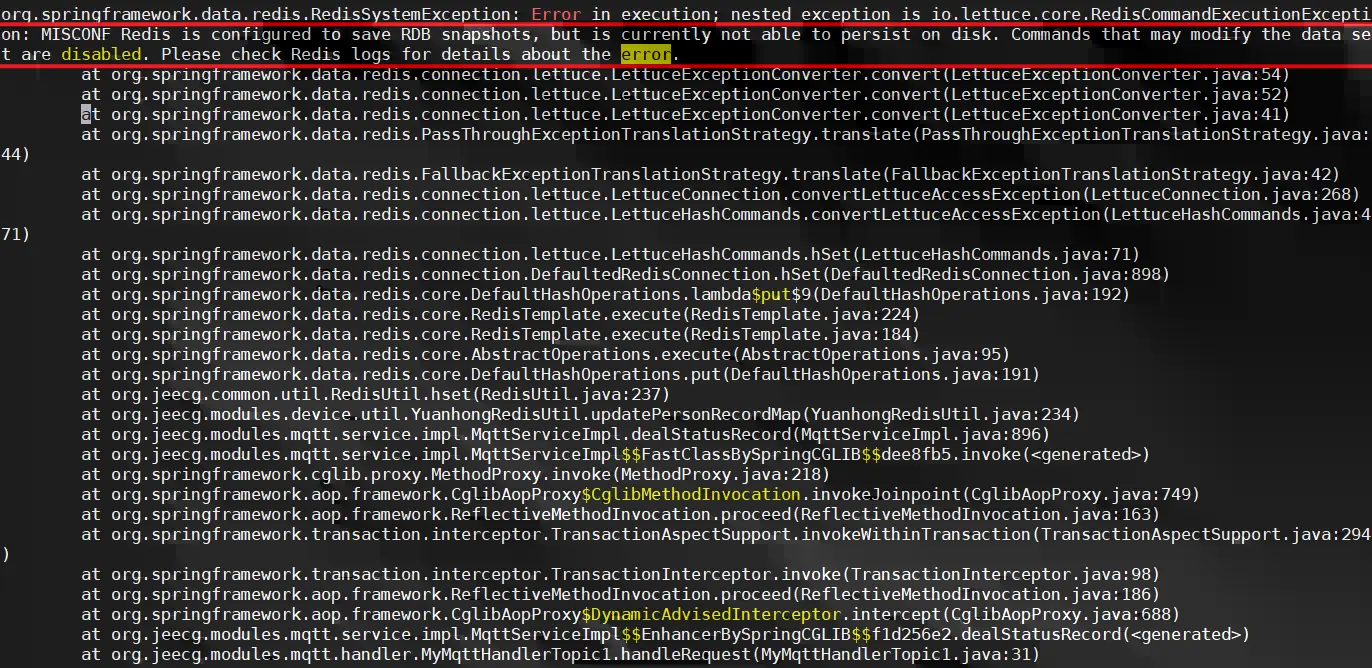 org.springframework.data.redis.RedisSystemException: Error in execution; nested exception is io.lettuce.core.RedisCommandExecutionExcepti
on: MISCONF Redis is configured to save RDB snapshots, but is currently not able to persist on disk. Commands that may modify the data se
t are disabled. Please check Redis logs for details about the error.
at org.springframework.data.redis.connection.lettuce.LettuceExceptionConverter.convert(LettuceExceptionConverter.java:54)
at org.springframework.data.redis.connection.lettuce.LettuceExceptionConverter.convert(LettuceExceptionConverter.java:52)
at org.springframework.data.redis.connection.lettuce.LettuceExceptionConverter.convert(LettuceExceptionConverter.java:41)
at org.springframework.data.redis.PassThroughExceptionTranslationStrategy.translate(PassThroughExceptionTranslationStrategy.java:
44)
at org.springframework.data.redis.FallbackExceptionTranslationStrategy.translate(FallbackExceptionTranslationStrategy.java:42)
at org.springframework.data.redis.connection.lettuce.LettuceConnection.convertLettuceAccessException(LettuceConnection.java:268)
at org.springframework.data.redis.connection.lettuce.LettuceHashCommands.convertLettuceAccessException(LettuceHashCommands.java:4
71)
at org.springframework.data.redis.connection.lettuce.LettuceHashCommands.hSet(LettuceHashCommands.java:71)
at org.springframework.data.redis.connection.DefaultedRedisConnection.hSet(DefaultedRedisConnection.java:898)
at org.springframework.data.redis.core.DefaultHashOperations.lambda$put$9(DefaultHashOperations.java:192)
at org.springframework.data.redis.core.RedisTemplate.execute(RedisTemplate.java:224)
at org.springframework.data.redis.core.RedisTemplate.execute(RedisTemplate.java:184)
at org.springframework.data.redis.core.AbstractOperations.execute(AbstractOperations.java:95)
at org.springframework.data.redis.core.DefaultHashOperations.put(DefaultHashOperations.java:191)
at org.jeecg.common.util.RedisUtil.hset(RedisUtil.java:237)
at org.jeecg.modules.device.util.YuanhongRedisUtil.updatePersonRecordMap(YuanhongRedisUtil.java:234)
at org.jeecg.modules.mqtt.service.impl.MqttServiceImpl.dealStatusRecord(MqttServiceImpl.java:896)
at org.jeecg.modules.mqtt.service.impl.MqttServiceImpl$$FastClassBySpringCGLIB$$dee8fb5.invoke(<generated>)
at org.springframework.cglib.proxy.MethodProxy.invoke(MethodProxy.java:218)
at org.springframework.aop.framework.CglibAopProxy$CglibMethodInvocation.invokeJoinpoint(CglibAopProxy.java:749)
at org.springframework.aop.framework.ReflectiveMethodInvocation.proceed(ReflectiveMethodInvocation.java:163)
at org.springframework.transaction.interceptor.TransactionAspectSupport.invokeWithinTransaction(TransactionAspectSupport.java:294
)
at org.springframework.transaction.interceptor.TransactionInterceptor.invoke(TransactionInterceptor.java:98)
at org.springframework.aop.framework.ReflectiveMethodInvocation.proceed(ReflectiveMethodInvocation.java:186)
at org.springframework.aop.framework.CglibAopProxy$DynamicAdvisedInterceptor.intercept(CglibAopProxy.java:688)
at org.jeecg.modules.mqtt.service.impl.MqttServiceImpl$$EnhancerBySpringCGLIB$$f1d256e2.dealStatusRecord(<generated>)
at org.jeecg.modules.mqtt.handler.MyMqttHandlerTopic1.handleRequest(MyMqttHandlerTopic1.java:31)